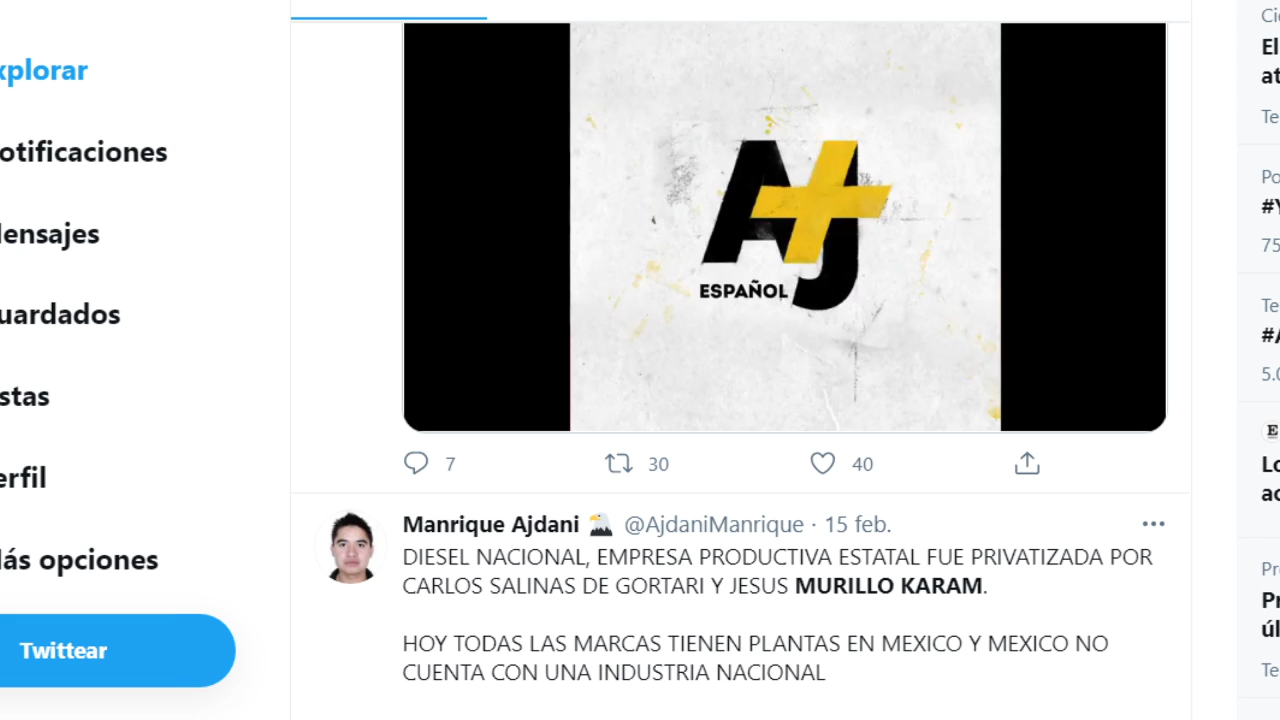 xplorar
otificaciones
ensajes
uardados
stas
erfil
ás opciones
Twittear
AJ
ESPAÑOL
7
30
40
Manrique Ajdani @AjdaniManrique · 15 feb.
DIESEL NACIONAL, EMPRESA PRODUCTIVA ESTATAL FUE PRIVATIZADA POR
CARLOS SALINAS DE GORTARI Y JESUS MURILLO KARAM.
HOY TODAS LAS MARCAS TIENEN PLANTAS EN MEXICO Y MEXICO NO
CUENTA CON UNA INDUSTRIA NACIONAL
Ci
El
at
Te
Po
#Y
75
Te
#A
5.0
E
Lo
ac
Pr
Pr
úl
Te